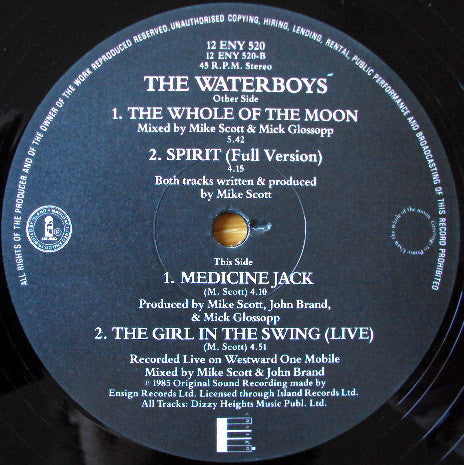 ALL RIGHTS OF THE PRODUCER AND OF THE OWNER OF THE WORK REPRODUCED RESERVED. UNAUTHORISED COPYING, HIRING, LENDING, RENTAL, PUBLIC PERFORMANCE AND BROADCASTING OF THIS RECORD PROHIBITED
12 ENY 520
12 ENY 520-B
45 R.P.M. Stereo
THE WATERBOYS
Other Side
1. THE WHOLE OF THE MOON
Mixed by Mike Scott & Mick Glossopp
5.42
2. SPIRIT (Full Version)
4.15
Both tracks written & produced
by Mike Scott
This Side
1. MEDICINE JACK
(M. Scott) 4.10
Produced by Mike Scott, John Brand,
& Mick Glossopp
2. THE GIRL IN THE SWING (LIVE)
(M. Scott) 4.51
Recorded Live on Westward One Mobile
Mixed by Mike Scott & John Brand
℗ 1985 Original Sound Recording made by
Ensign Records Ltd. Licensed through Island Records Ltd.
All Tracks: Dizzy Heights Music Publ. Ltd.